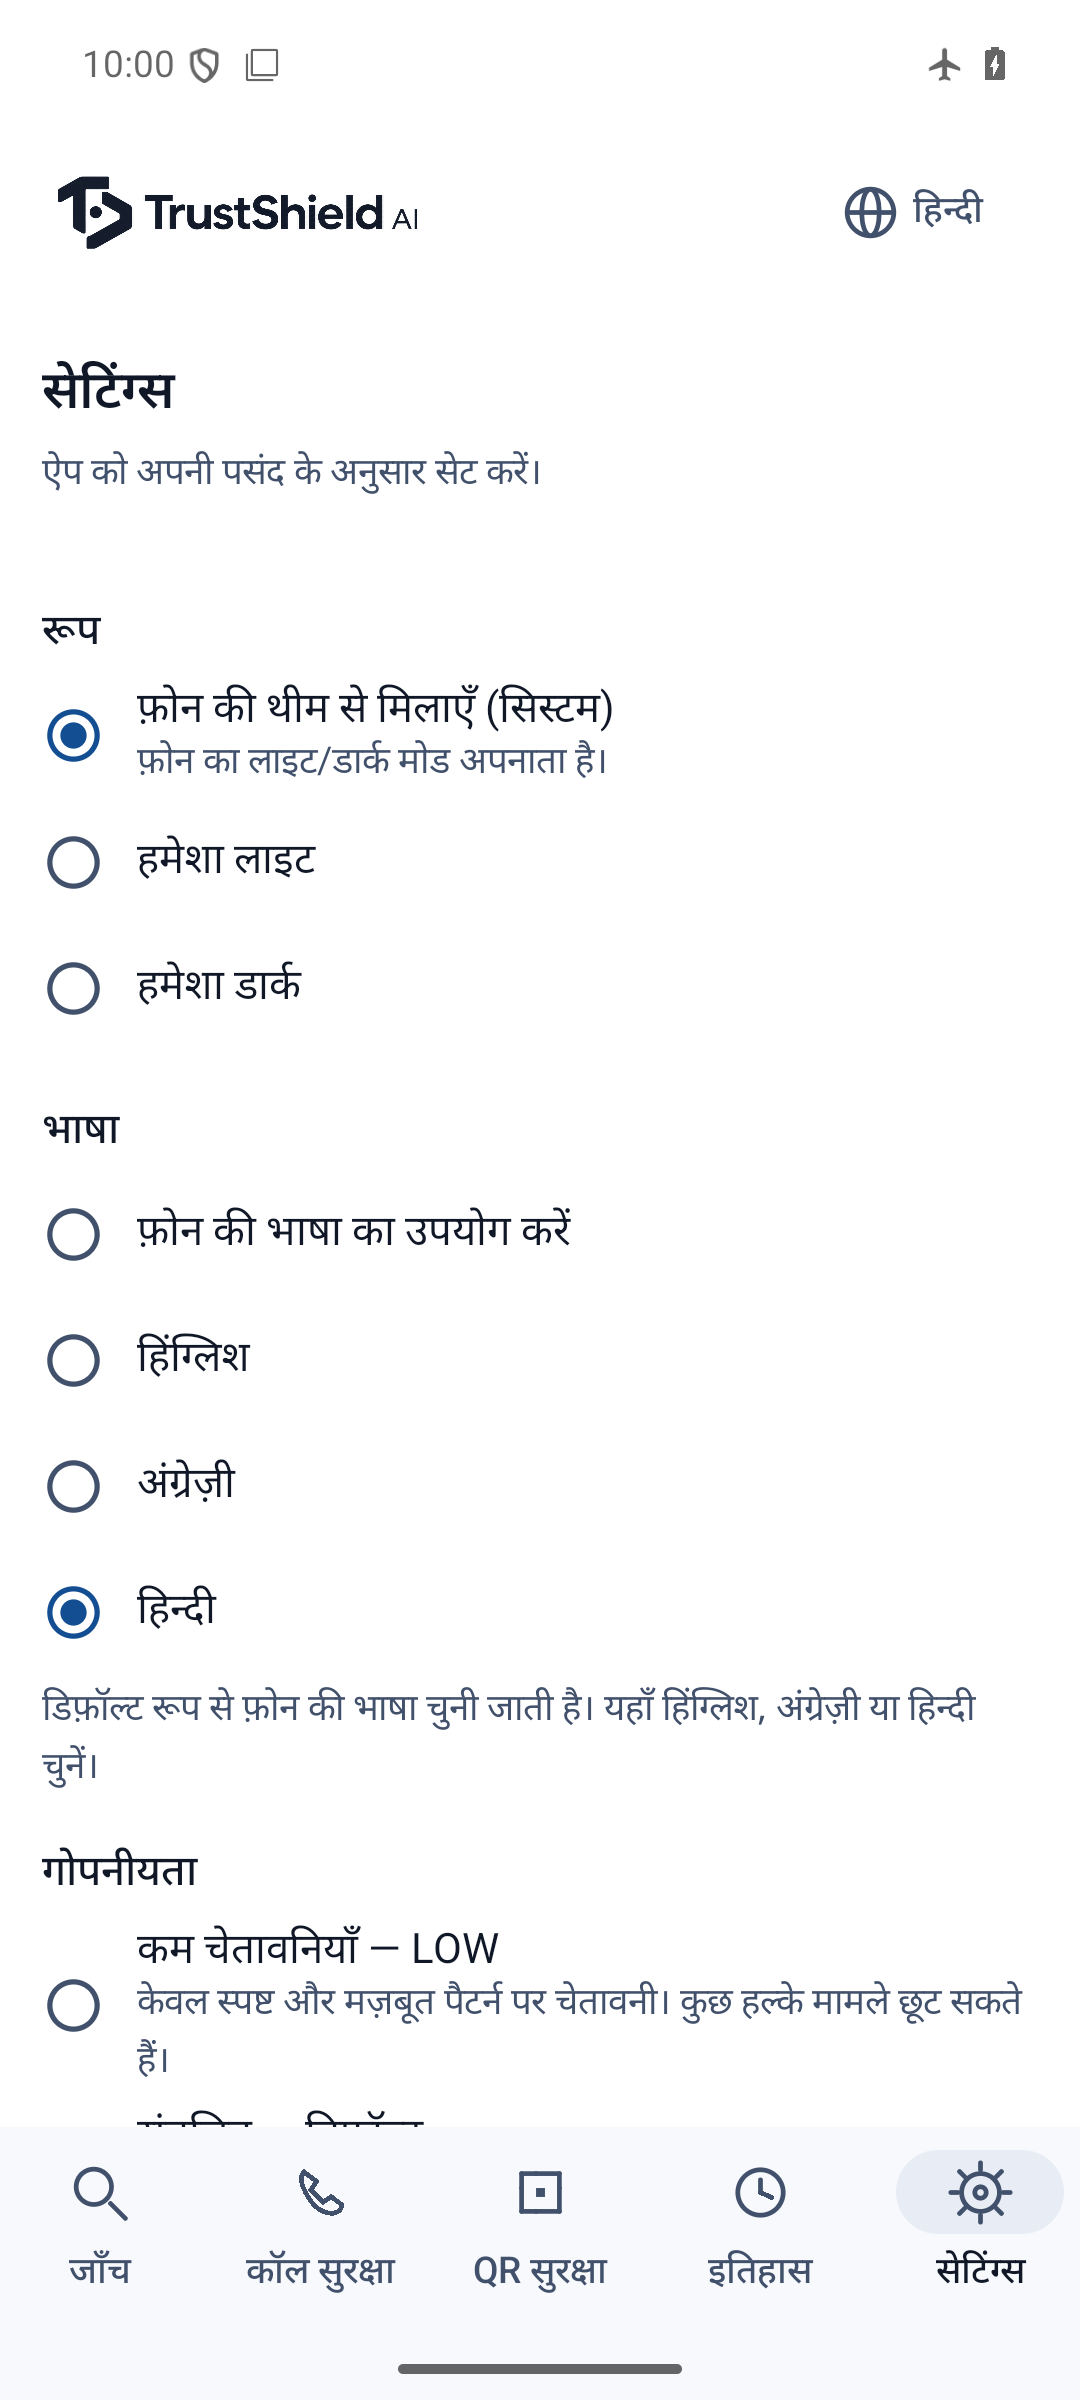 10:00
TrustShield AI
हिन्दी
सेटिंग्स
ऐप को अपनी पसंद के अनुसार सेट करें।
रूप
फ़ोन की थीम से मिलाएँ (सिस्टम)
फ़ोन का लाइट/डार्क मोड अपनाता है।
हमेशा लाइट
हमेशा डार्क
भाषा
फ़ोन की भाषा का उपयोग करें
हिंग्लिश
अंग्रेज़ी
हिन्दी
डिफ़ॉल्ट रूप से फ़ोन की भाषा चुनी जाती है। यहाँ हिंग्लिश, अंग्रेज़ी या हिन्दी
चुनें।
गोपनीयता
कम चेतावनियाँ — LOW
केवल स्पष्ट और मज़बूत पैटर्न पर चेतावनी। कुछ हल्के मामले छूट सकते
हैं।
जाँच
कॉल सुरक्षा
QR सुरक्षा
इतिहास
सेटिंग्स